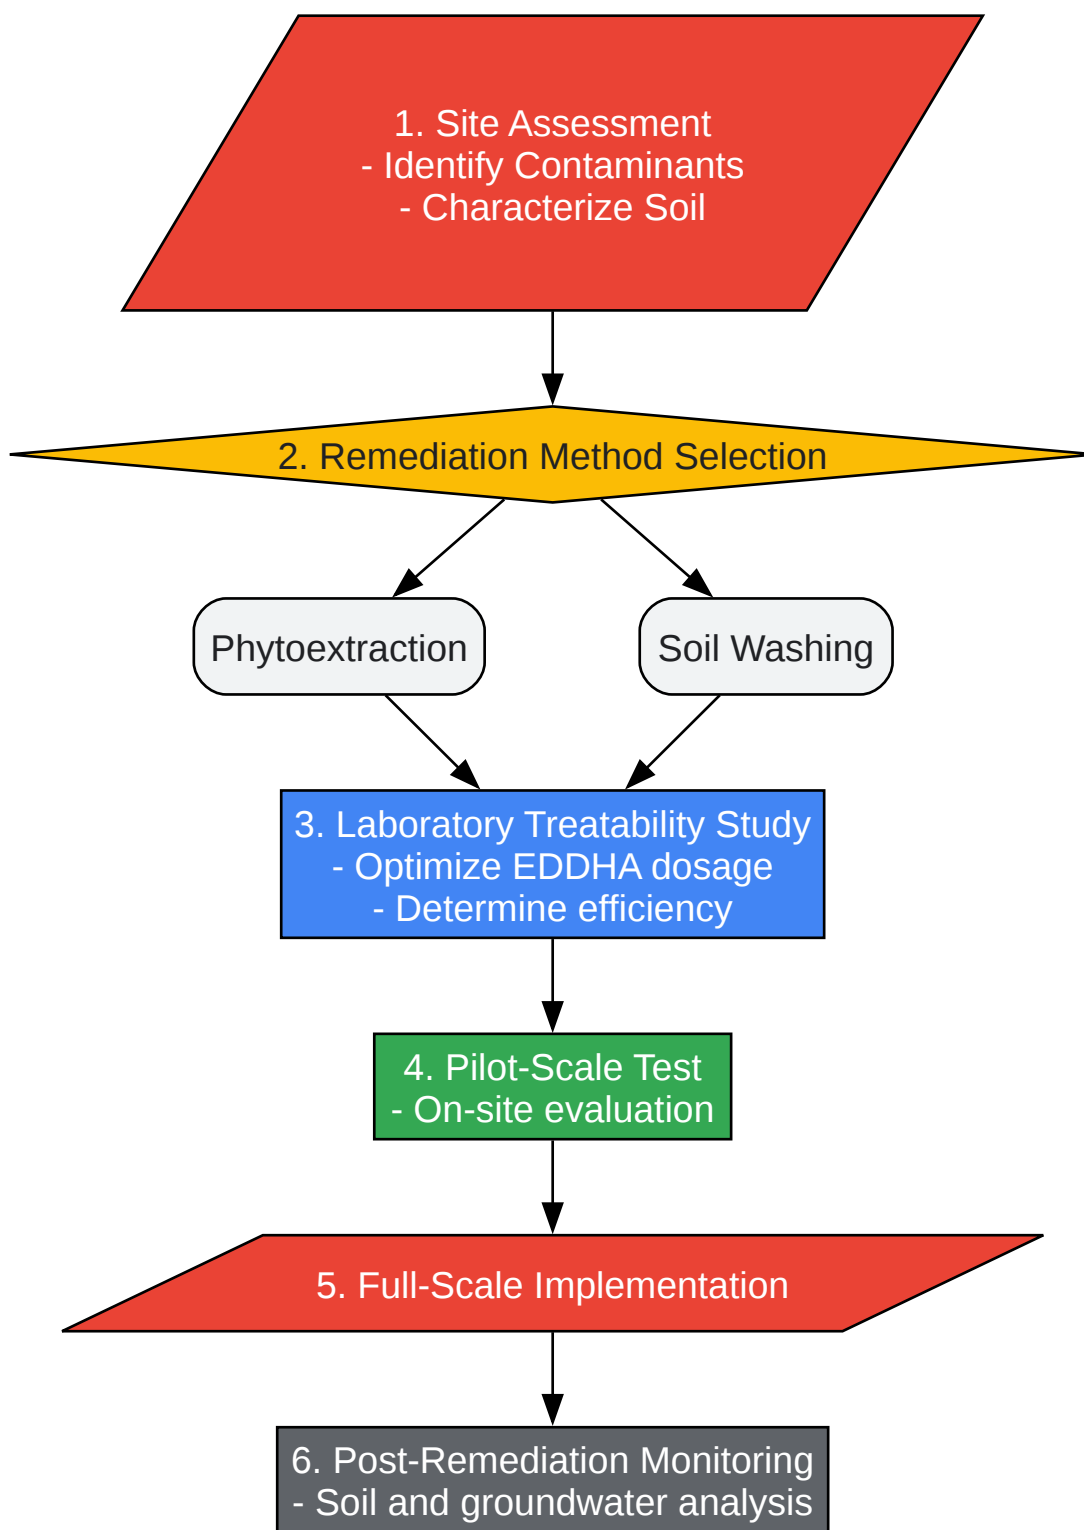 1. Site Assessment
- Identify Contaminants
- Characterize Soil
2. Remediation Method Selection
Phytoextraction
Soil Washing
3. Laboratory Treatability Study
- Optimize EDDHA dosage
- Determine efficiency
4. Pilot-Scale Test
- On-site evaluation
5. Full-Scale Implementation
6. Post-Remediation Monitoring
- Soil and groundwater analysis